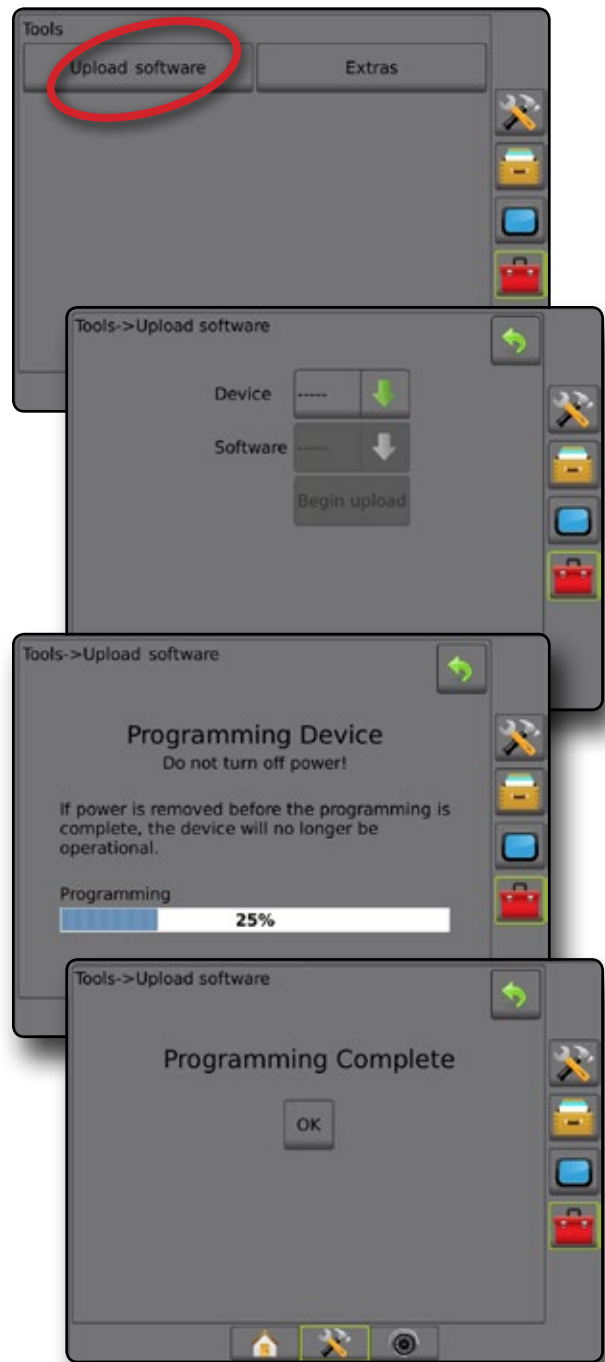 Tools
Upload software Extras
Tools->Upload software
Device -----
Software -----
Begin upload
Tools->Upload software
Programming Device
Do not turn off power!
If power is removed before the programming is
complete, the device will no longer be
operational.
Programming
25%
Tools->Upload software
Programming Complete
OK